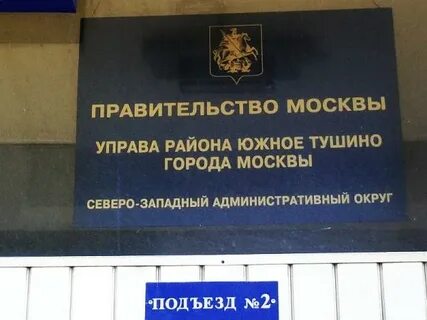 ПРАВИТЕЛЬСТВО МОСКВЫ
УПРАВА РАЙОНА ЮЖНОЕ ТУШИНО
ГОРОДА МОСКВЫ
СЕВЕРО-ЗАПАДНЫЙ АДМИНИСТРАТИВНЫЙ ОКРУГ
·ПОДЪЕЗД №2·